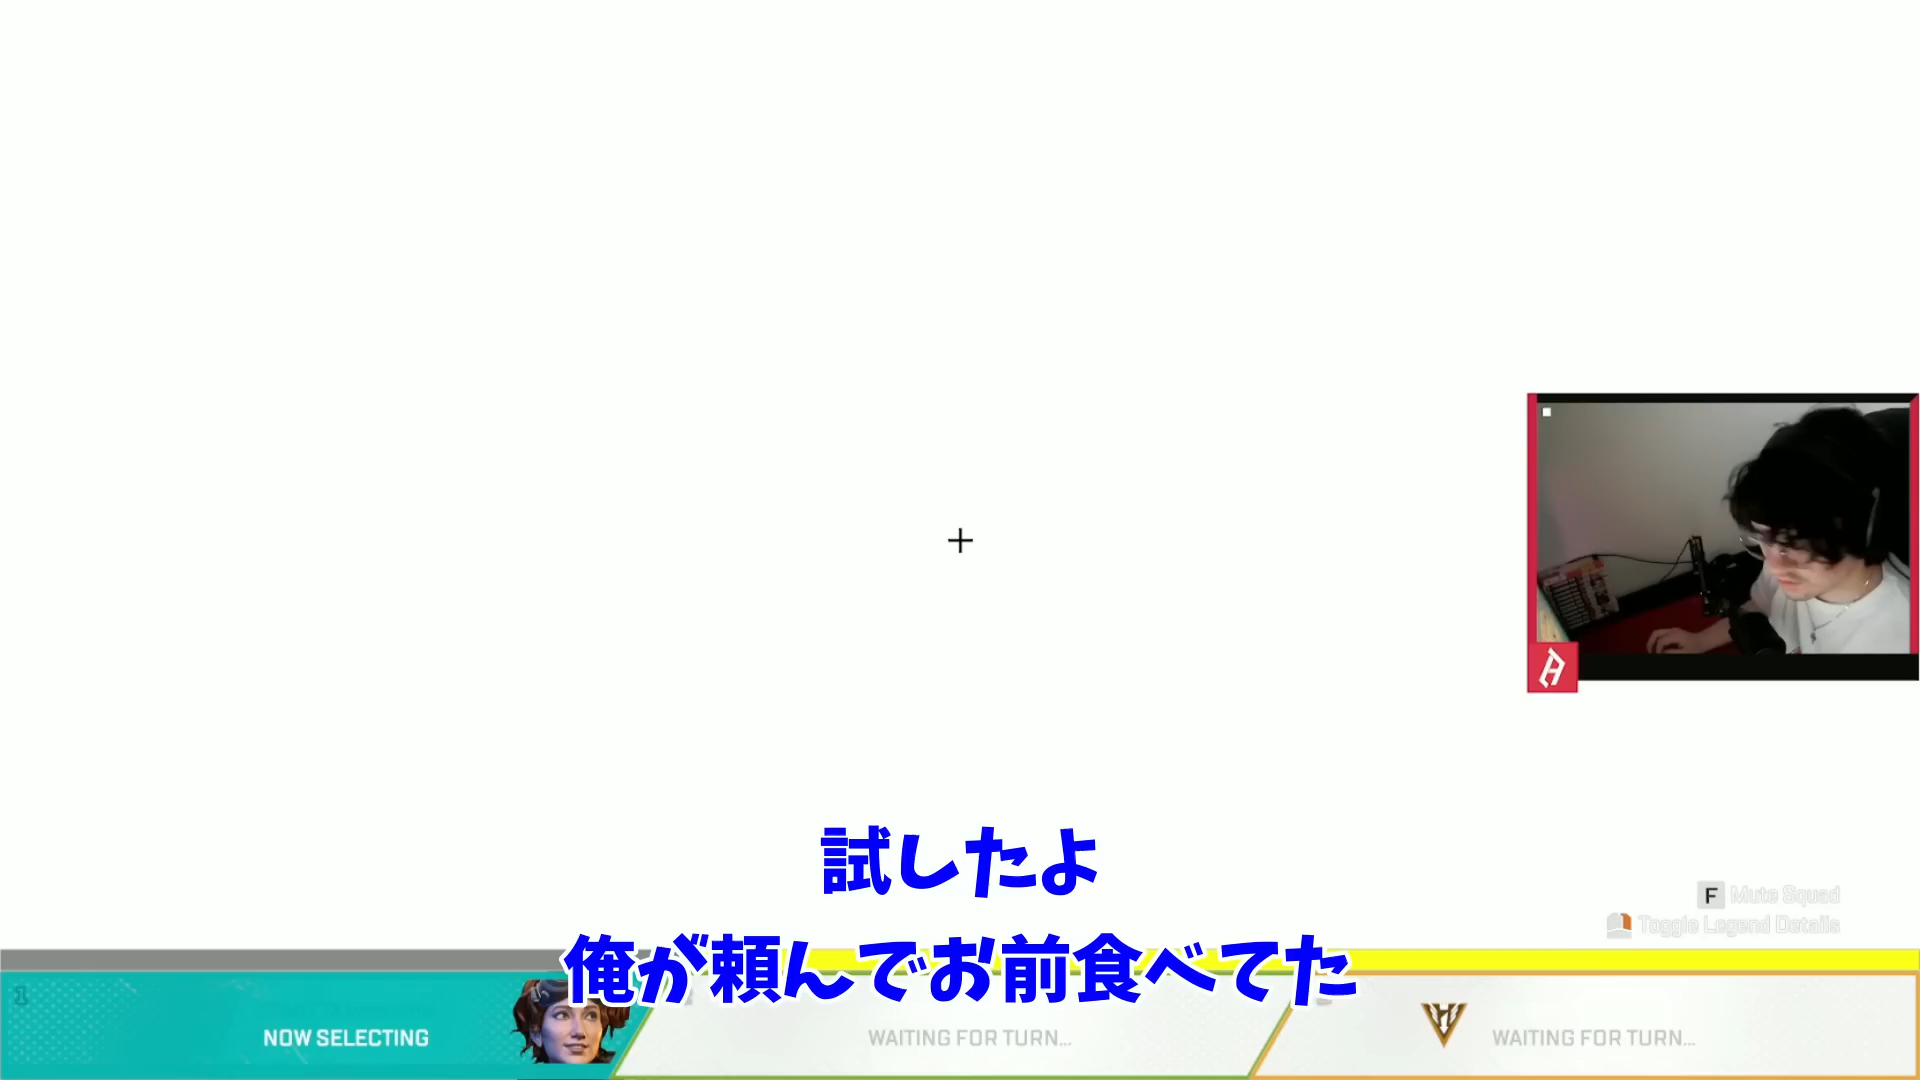 試したよ
F Mute Squad
Toggle Legend Details
俺が頼んでお前食べてた
1
NOW SELECTING
WAITING FOR TURN...
WAITING FOR TURN...